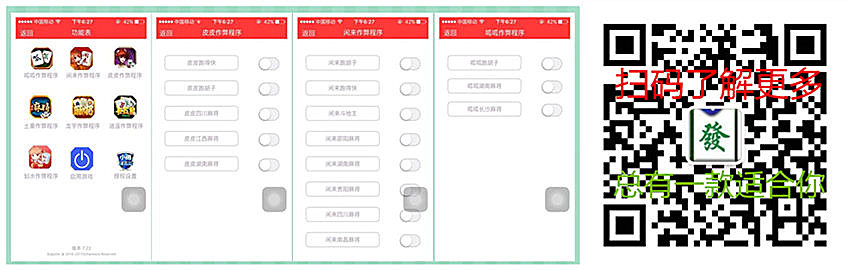 中国移动 下午6:27
返回 功能表
呱呱作弊程序 闲来作弊程序 皮皮作弊程序
土豪作弊程序 龙宇作弊程序 逍遥作弊程序
划水作弊程序 启用游戏 授权设置
版本 7.22
中国移动 下午6:27
返回 皮皮作弊程序
皮皮跑得快
皮皮跑胡子
皮皮四川麻将
皮皮江西麻将
皮皮湖南麻将
中国移动 下午6:27
返回 闲来作弊程序
闲来跑胡子
闲来跑得快
闲来斗地主
闲来邵阳麻将
闲来湖南麻将
闲来贵阳麻将
闲来四川麻将
闲来南昌麻将
中国移动 下午6:27
返回 呱呱作弊程序
呱呱跑胡子
呱呱湖南麻将
呱呱长沙麻将
扫码了解更多
發
总有一款适合你